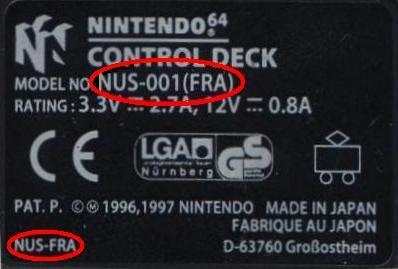 NINTENDO64
CONTROL DECK
MODEL NO NUS-001(FRA)
RATING : 3.3V ⎓ 2.7A, 12V ⎓ 0.8A
CE
LGA
Nürnberg
GS
PAT. P. ©Ⓜ 1996,1997 NINTENDO MADE IN JAPAN
FABRIQUE AU JAPON
NUS-FRA D-63760 Großostheim